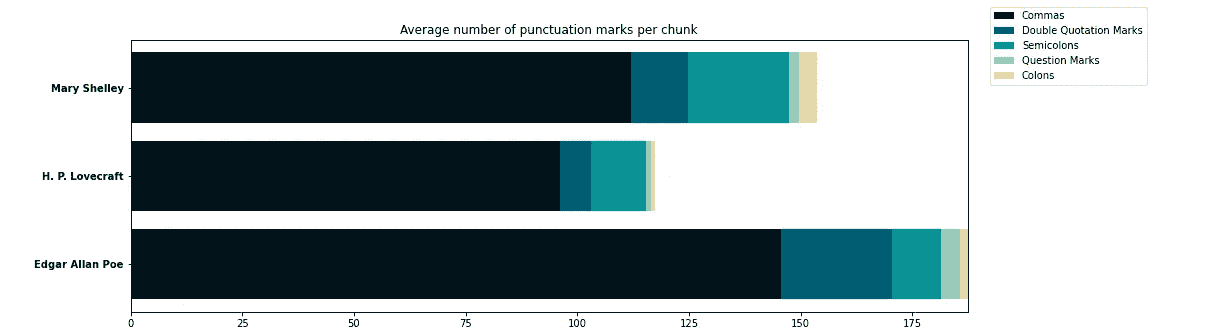 Average number of punctuation marks per chunk
Commas
Double Quotation Marks
Semicolons
Question Marks
Colons
Mary Shelley
H. P. Lovecraft
Edgar Allan Poe
0 25 50 75 100 125 150 175